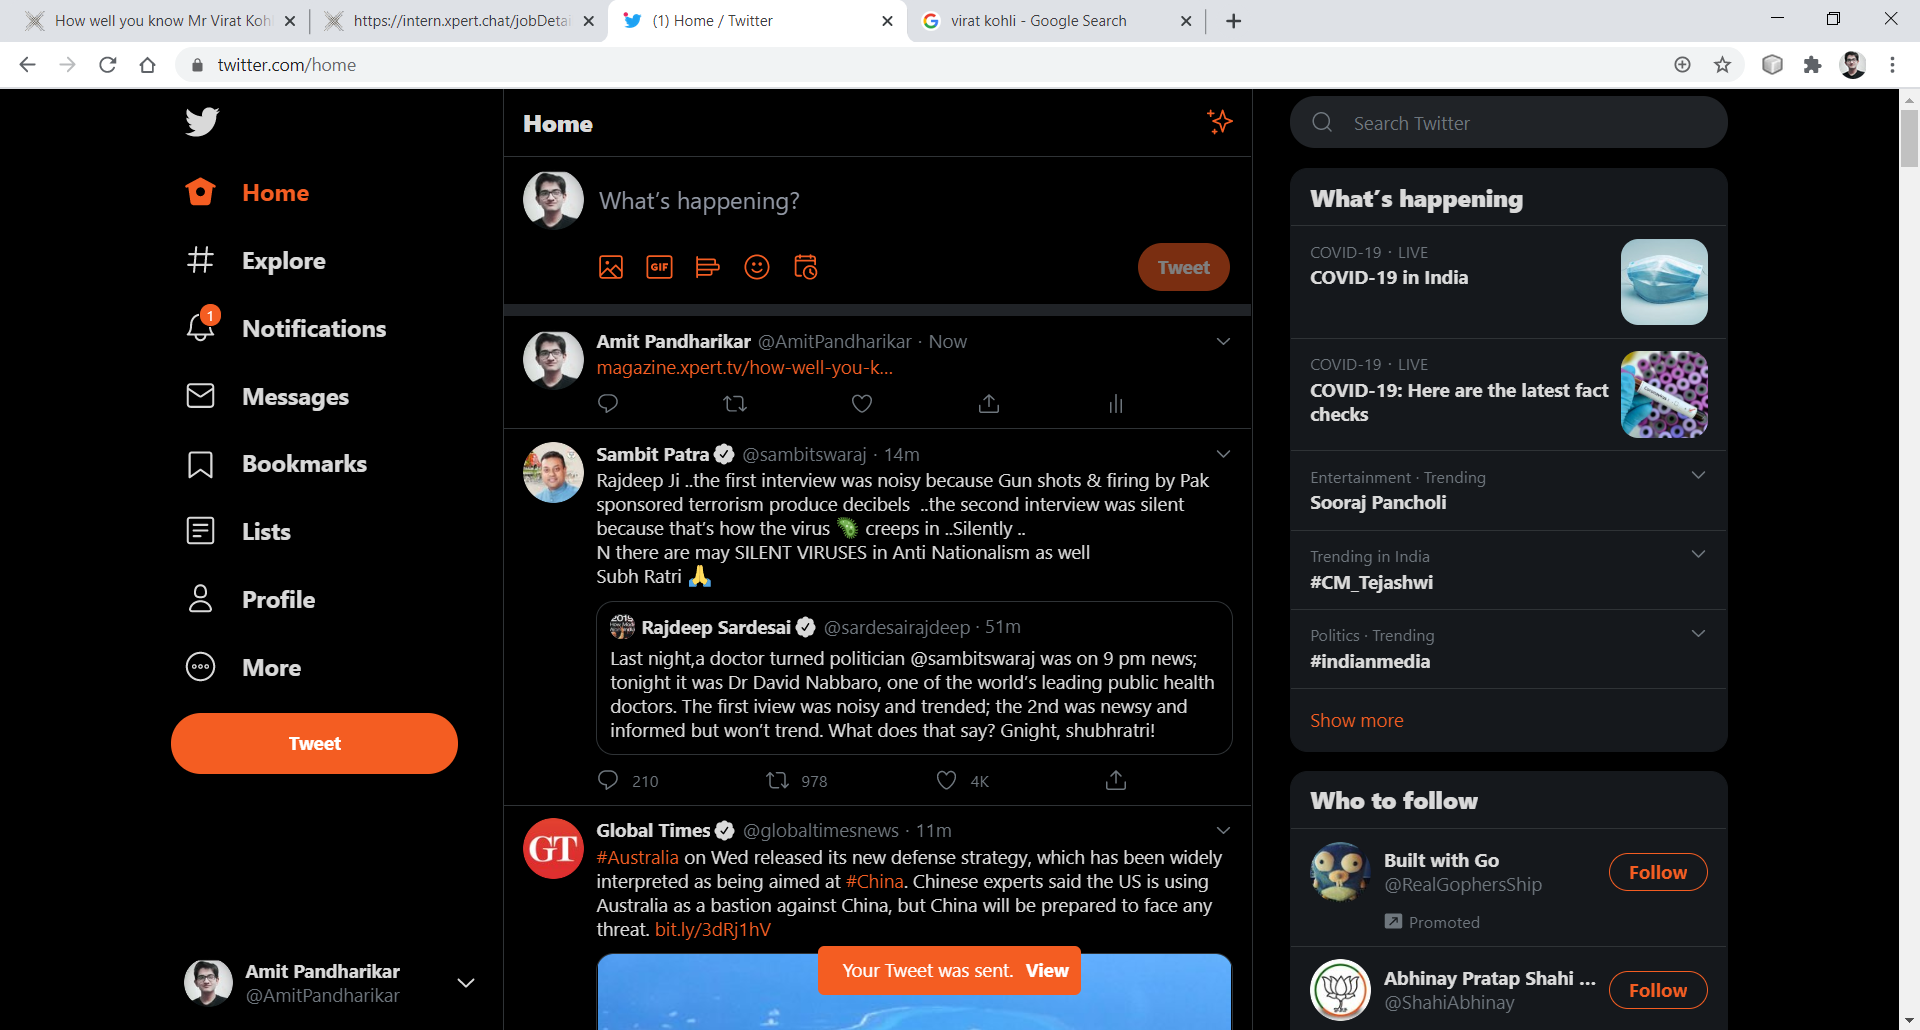 How well you know Mr Virat Kohl
https://intern.xpert.chat/jobDetai
(1) Home / Twitter
virat kohli - Google Search
twitter.com/home
Home
Explore
1
Notifications
Messages
Bookmarks
Lists
Profile
More
Tweet
Amit Pandharikar
@AmitPandharikar
Home
What's happening?
GIF
Tweet
Amit Pandharikar @AmitPandharikar · Now
magazine.xpert.tv/how-well-you-k...
Sambit Patra @sambitswaraj · 14m
Rajdeep Ji ..the first interview was noisy because Gun shots & firing by Pak
sponsored terrorism produce decibels ..the second interview was silent
because that's how the virus 🦠 creeps in ..Silently ..
N there are may SILENT VIRUSES in Anti Nationalism as well
Subh Ratri 🙏
Rajdeep Sardesai @sardesairajdeep · 51m
Last night,a doctor turned politician @sambitswaraj was on 9 pm news;
tonight it was Dr David Nabbaro, one of the world's leading public health
doctors. The first iview was noisy and trended; the 2nd was newsy and
informed but won't trend. What does that say? Gnight, shubhratri!
210 978 4K
GT
Global Times @globaltimesnews · 11m
#Australia on Wed released its new defense strategy, which has been widely
interpreted as being aimed at #China. Chinese experts said the US is using
Australia as a bastion against China, but China will be prepared to face any
threat. bit.ly/3dRj1hV
Your Tweet was sent. View
Search Twitter
What's happening
COVID-19 · LIVE
COVID-19 in India
COVID-19 · LIVE
COVID-19: Here are the latest fact
checks
Entertainment · Trending
Sooraj Pancholi
Trending in India
#CM_Tejashwi
Politics · Trending
#indianmedia
Show more
Who to follow
Built with Go
@RealGophersShip
Follow
Promoted
Abhinay Pratap Shahi ...
@ShahiAbhinay
Follow